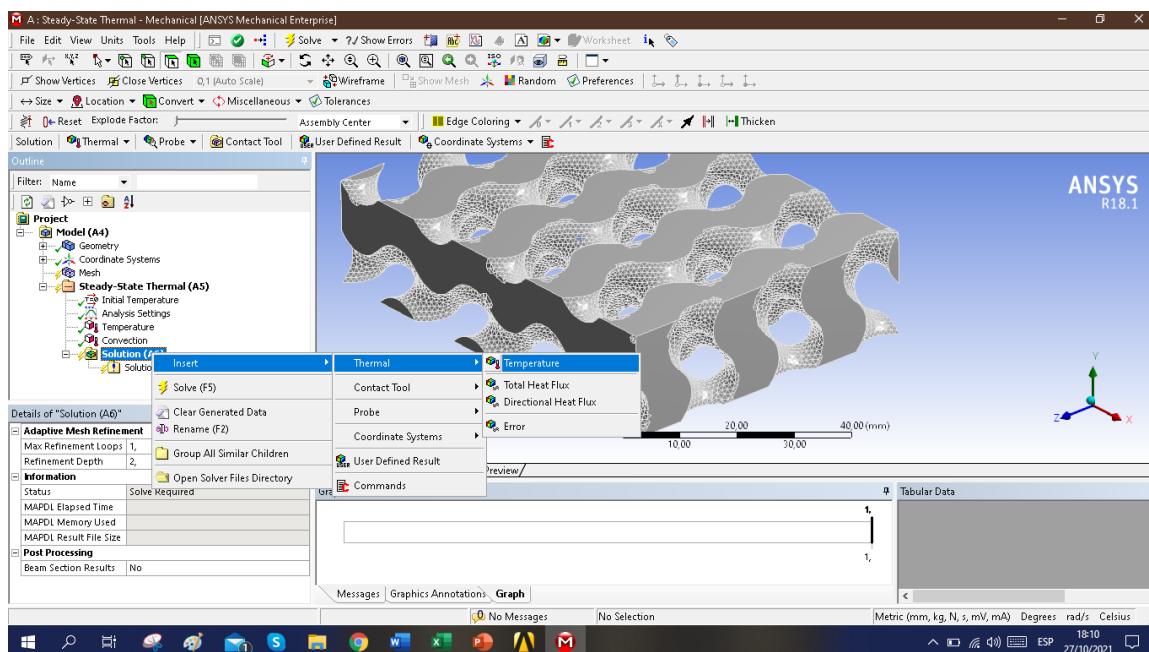 A : Steady-State Thermal - Mechanical [ANSYS Mechanical Enterprise]
File Edit View Units Tools Help Solve ?/ Show Errors Worksheet
Show Vertices Close Vertices 0,1 (Auto Scale) Wireframe Show Mesh Random Preferences
Size Location Convert Miscellaneous Tolerances
Reset Explode Factor: Assembly Center Edge Coloring Thicken
Solution Thermal Probe Contact Tool User Defined Result Coordinate Systems
Outline
Filter: Name
Project
Model (A4)
Geometry
Coordinate Systems
Mesh
Steady-State Thermal (A5)
Initial Temperature
Analysis Settings
Temperature
Convection
Solution (A6)
Solutio
Insert
Solve (F5)
Clear Generated Data
Rename (F2)
Group All Similar Children
Open Solver Files Directory
Thermal
Contact Tool
Probe
Coordinate Systems
User Defined Result
Commands
Temperature
Total Heat Flux
Directional Heat Flux
Error
ANSYS
R18.1
Y
Z X
20,00 40,00 (mm)
10,00 30,00
Preview
Details of "Solution (A6)"
Adaptive Mesh Refinement
Max Refinement Loops 1,
Refinement Depth 2,
Information
Status Solve Required
MAPDL Elapsed Time
MAPDL Memory Used
MAPDL Result File Size
Post Processing
Beam Section Results No
Gra
Tabular Data
1,
1,
Messages Graphics Annotations Graph
No Messages No Selection Metric (mm, kg, N, s, mV, mA) Degrees rad/s Celsius
ESP 18:10
27/10/2021